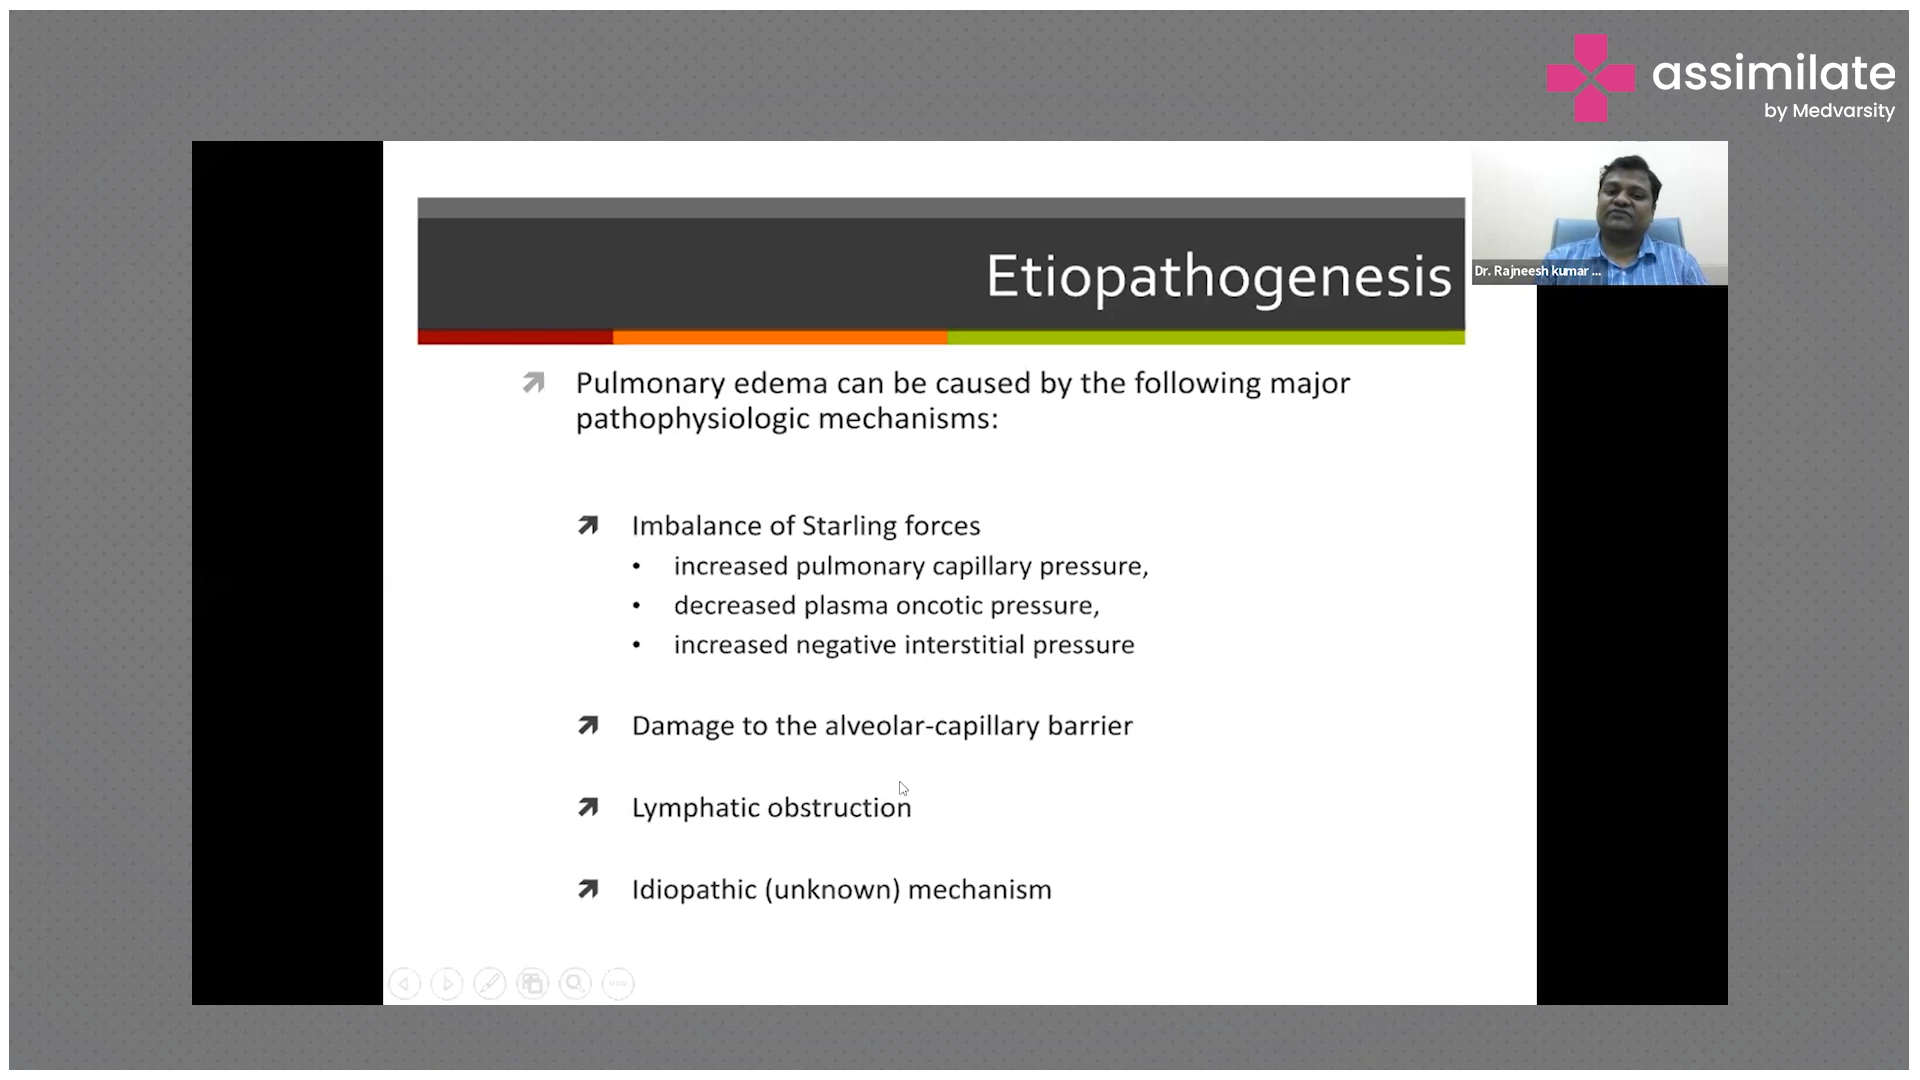 assimilate
by Medvarsity
Etiopathogenesis
Dr. Rajneesh kumar ...
Pulmonary edema can be caused by the following major
pathophysiologic mechanisms:
Imbalance of Starling forces
• increased pulmonary capillary pressure,
• decreased plasma oncotic pressure,
• increased negative interstitial pressure
Damage to the alveolar-capillary barrier
Lymphatic obstruction
Idiopathic (unknown) mechanism